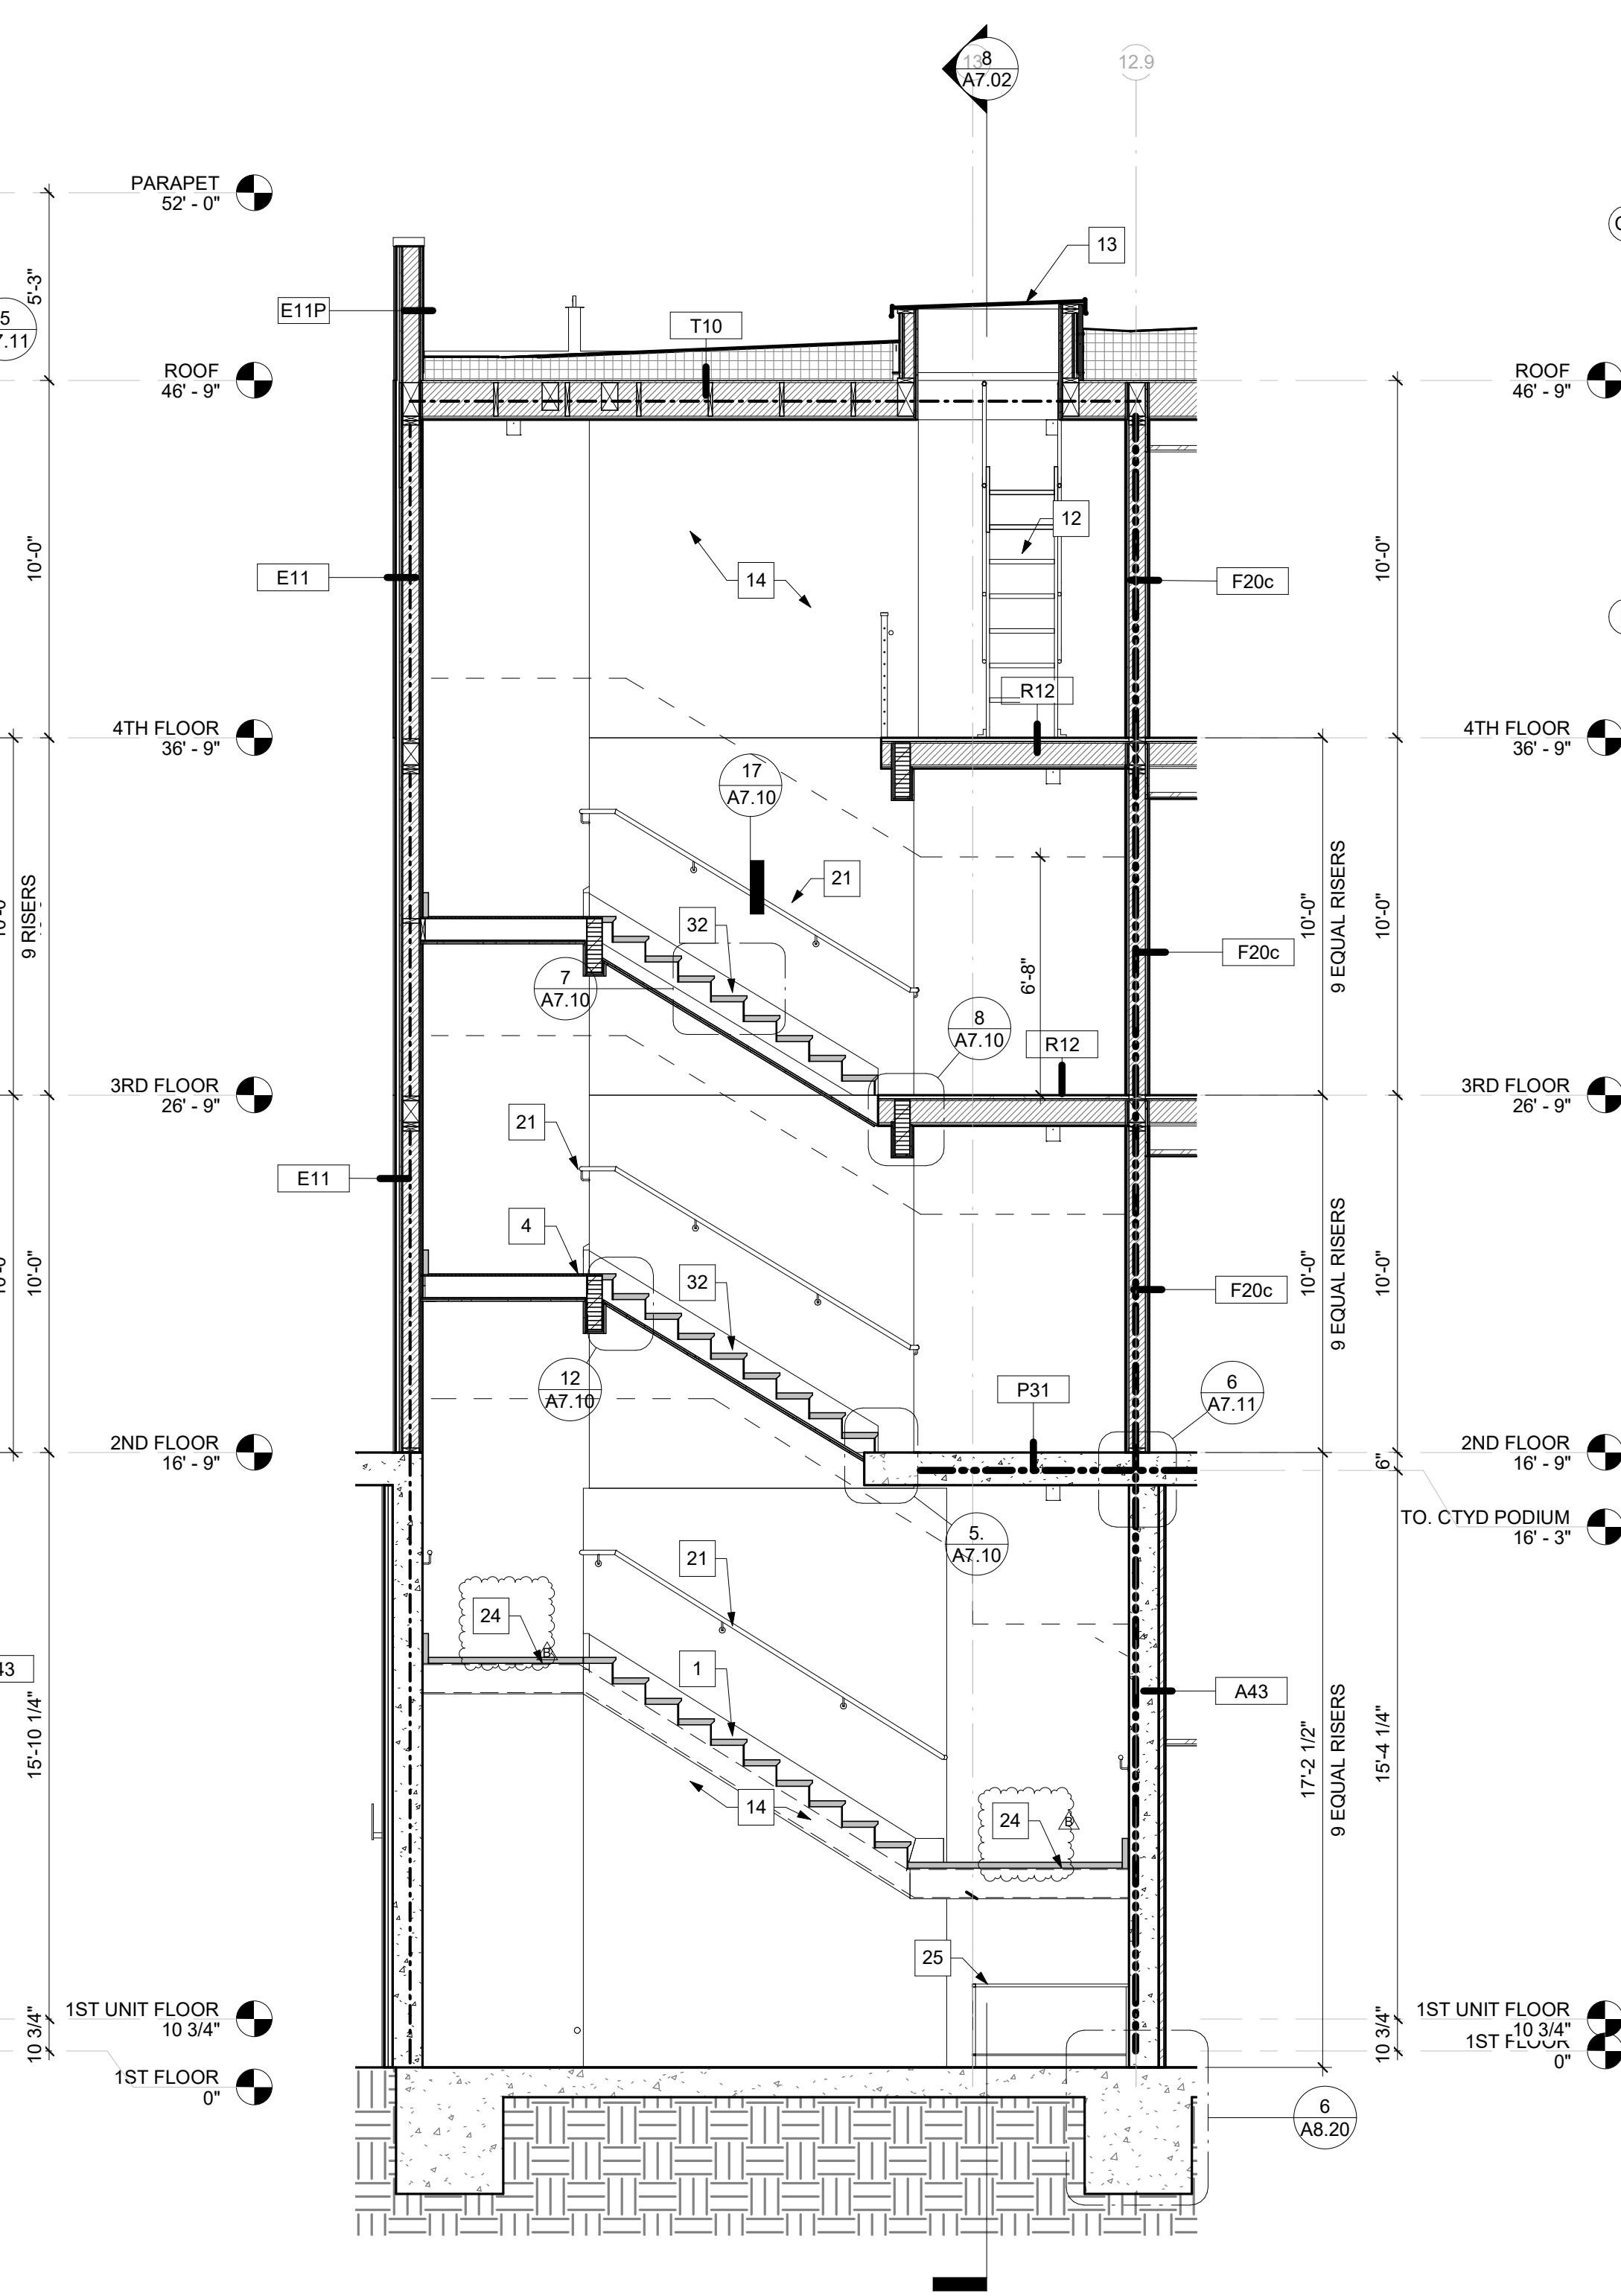 8
13
A7.02
12.9
PARAPET
52' - 0"
13
5'-3"
E11P
T10
5
ROOF
46' - 9"
ROOF
46' - 9"
12
10'-0"
E11
14
F20c
10'-0"
R12
4TH FLOOR
36' - 9"
4TH FLOOR
36' - 9"
17
A7.10
21
9 RISERS
32
6'-8"
10'-0"
9 EQUAL RISERS
10'-0"
F20c
7
A7.10
8
A7.10
R12
3RD FLOOR
26' - 9"
3RD FLOOR
26' - 9"
21
E11
4
10'-0"
32
10'-0"
9 EQUAL RISERS
10'-0"
F20c
12
A7.10
P31
6
A7.11
2ND FLOOR
16' - 9"
2ND FLOOR
16' - 9"
6"
TO. CTYD PODIUM
16' - 3"
5.
A7.10
21
24
B
1
A43
15'-10 1/4"
17'-2 1/2"
9 EQUAL RISERS
15'-4 1/4"
14
24
B
25
1ST UNIT FLOOR
10 3/4"
10 3/4"
1ST FLOOR
0"
10 3/4"
1ST UNIT FLOOR
10 3/4"
1ST FLOOR
0"
6
A8.20